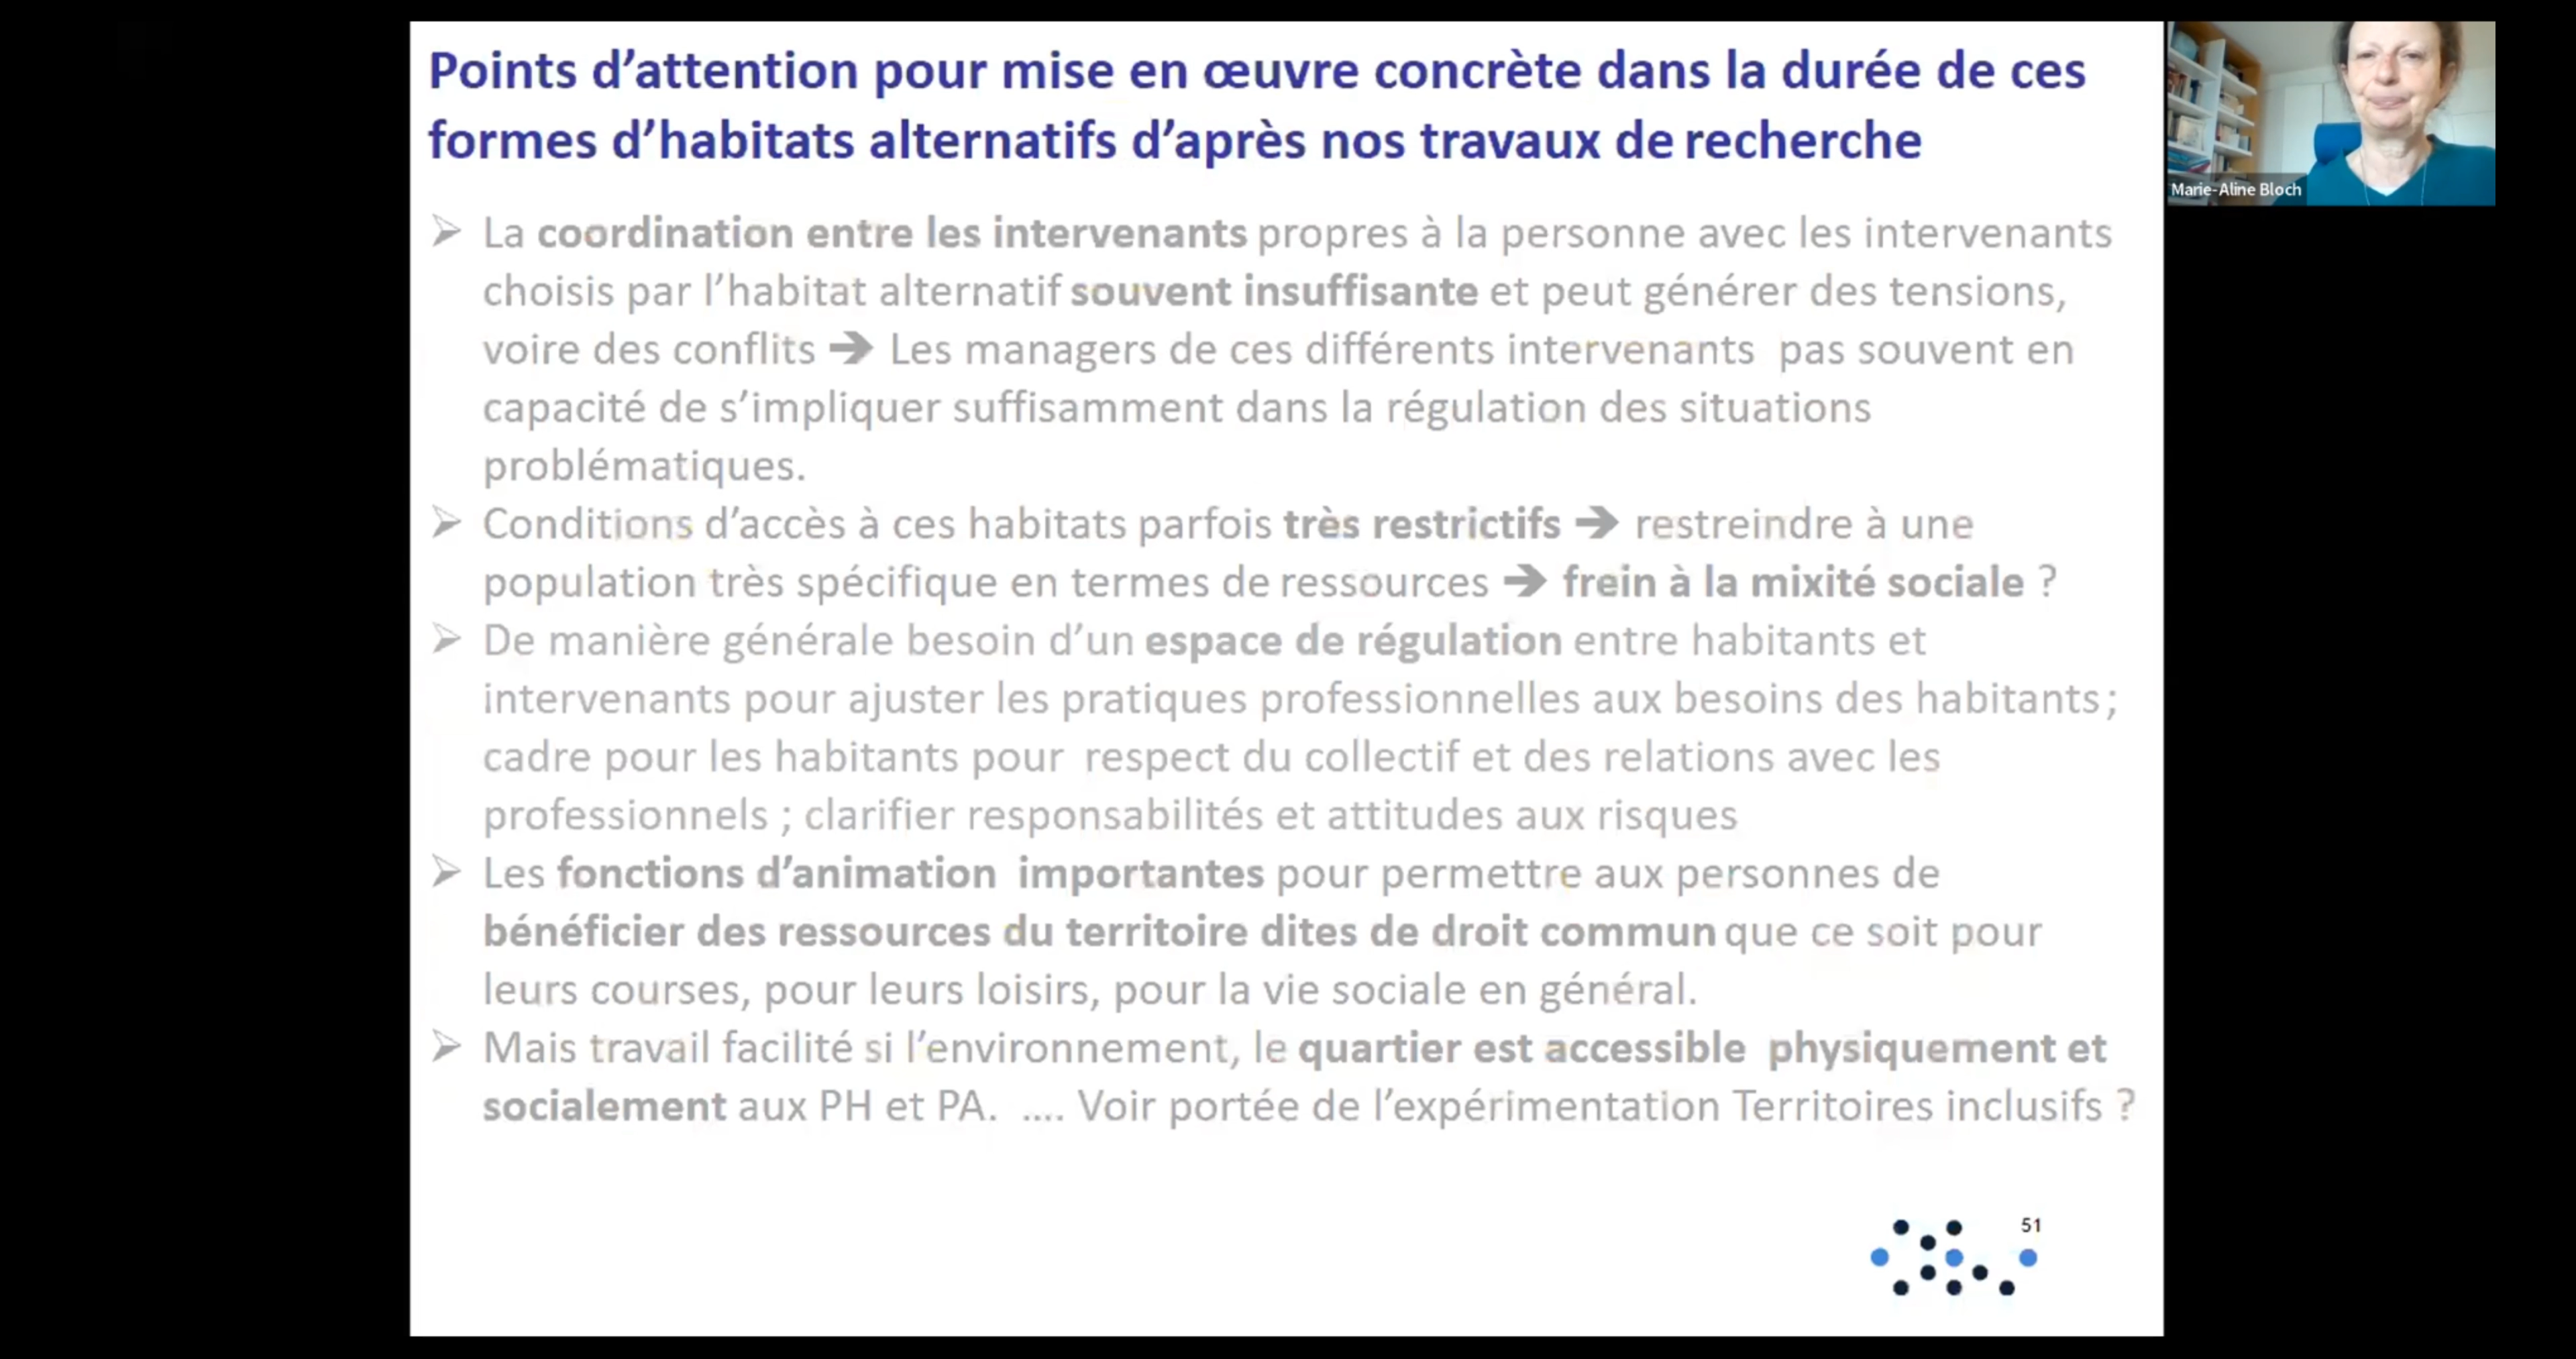 Points d’attention pour mise en œuvre concrète dans la durée de ces
formes d’habitats alternatifs d’après nos travaux de recherche
Marie-Aline Bloch
➢ La coordination entre les intervenants propres à la personne avec les intervenants
choisis par l’habitat alternatif souvent insuffisante et peut générer des tensions,
voire des conflits ➔ Les managers de ces différents intervenants pas souvent en
capacité de s’impliquer suffisamment dans la régulation des situations
problématiques.
➢ Conditions d’accès à ces habitats parfois très restrictifs ➔ restreindre à une
population très spécifique en termes de ressources ➔ frein à la mixité sociale ?
➢ De manière générale besoin d’un espace de régulation entre habitants et
intervenants pour ajuster les pratiques professionnelles aux besoins des habitants ;
cadre pour les habitants pour respect du collectif et des relations avec les
professionnels ; clarifier responsabilités et attitudes aux risques
➢ Les fonctions d’animation importantes pour permettre aux personnes de
bénéficier des ressources du territoire dites de droit commun que ce soit pour
leurs courses, pour leurs loisirs, pour la vie sociale en général.
➢ Mais travail facilité si l’environnement, le quartier est accessible physiquement et
socialement aux PH et PA. .... Voir portée de l’expérimentation Territoires inclusifs ?
51